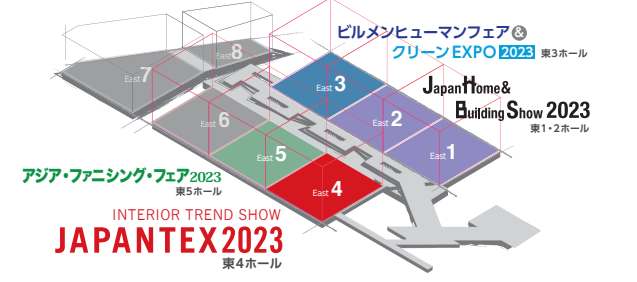 ビルメンヒューマンフェア&
クリーンEXPO 2023 東3ホール
JapanHome&
BuildingShow 2023
東1・2ホール
East 8
East 7
East 3
East 2
East 1
East 6
East 5
East 4
アジア・ファニシング・フェア2023
東5ホール
INTERIOR TREND SHOW
JAPANTEX2023
東4ホール